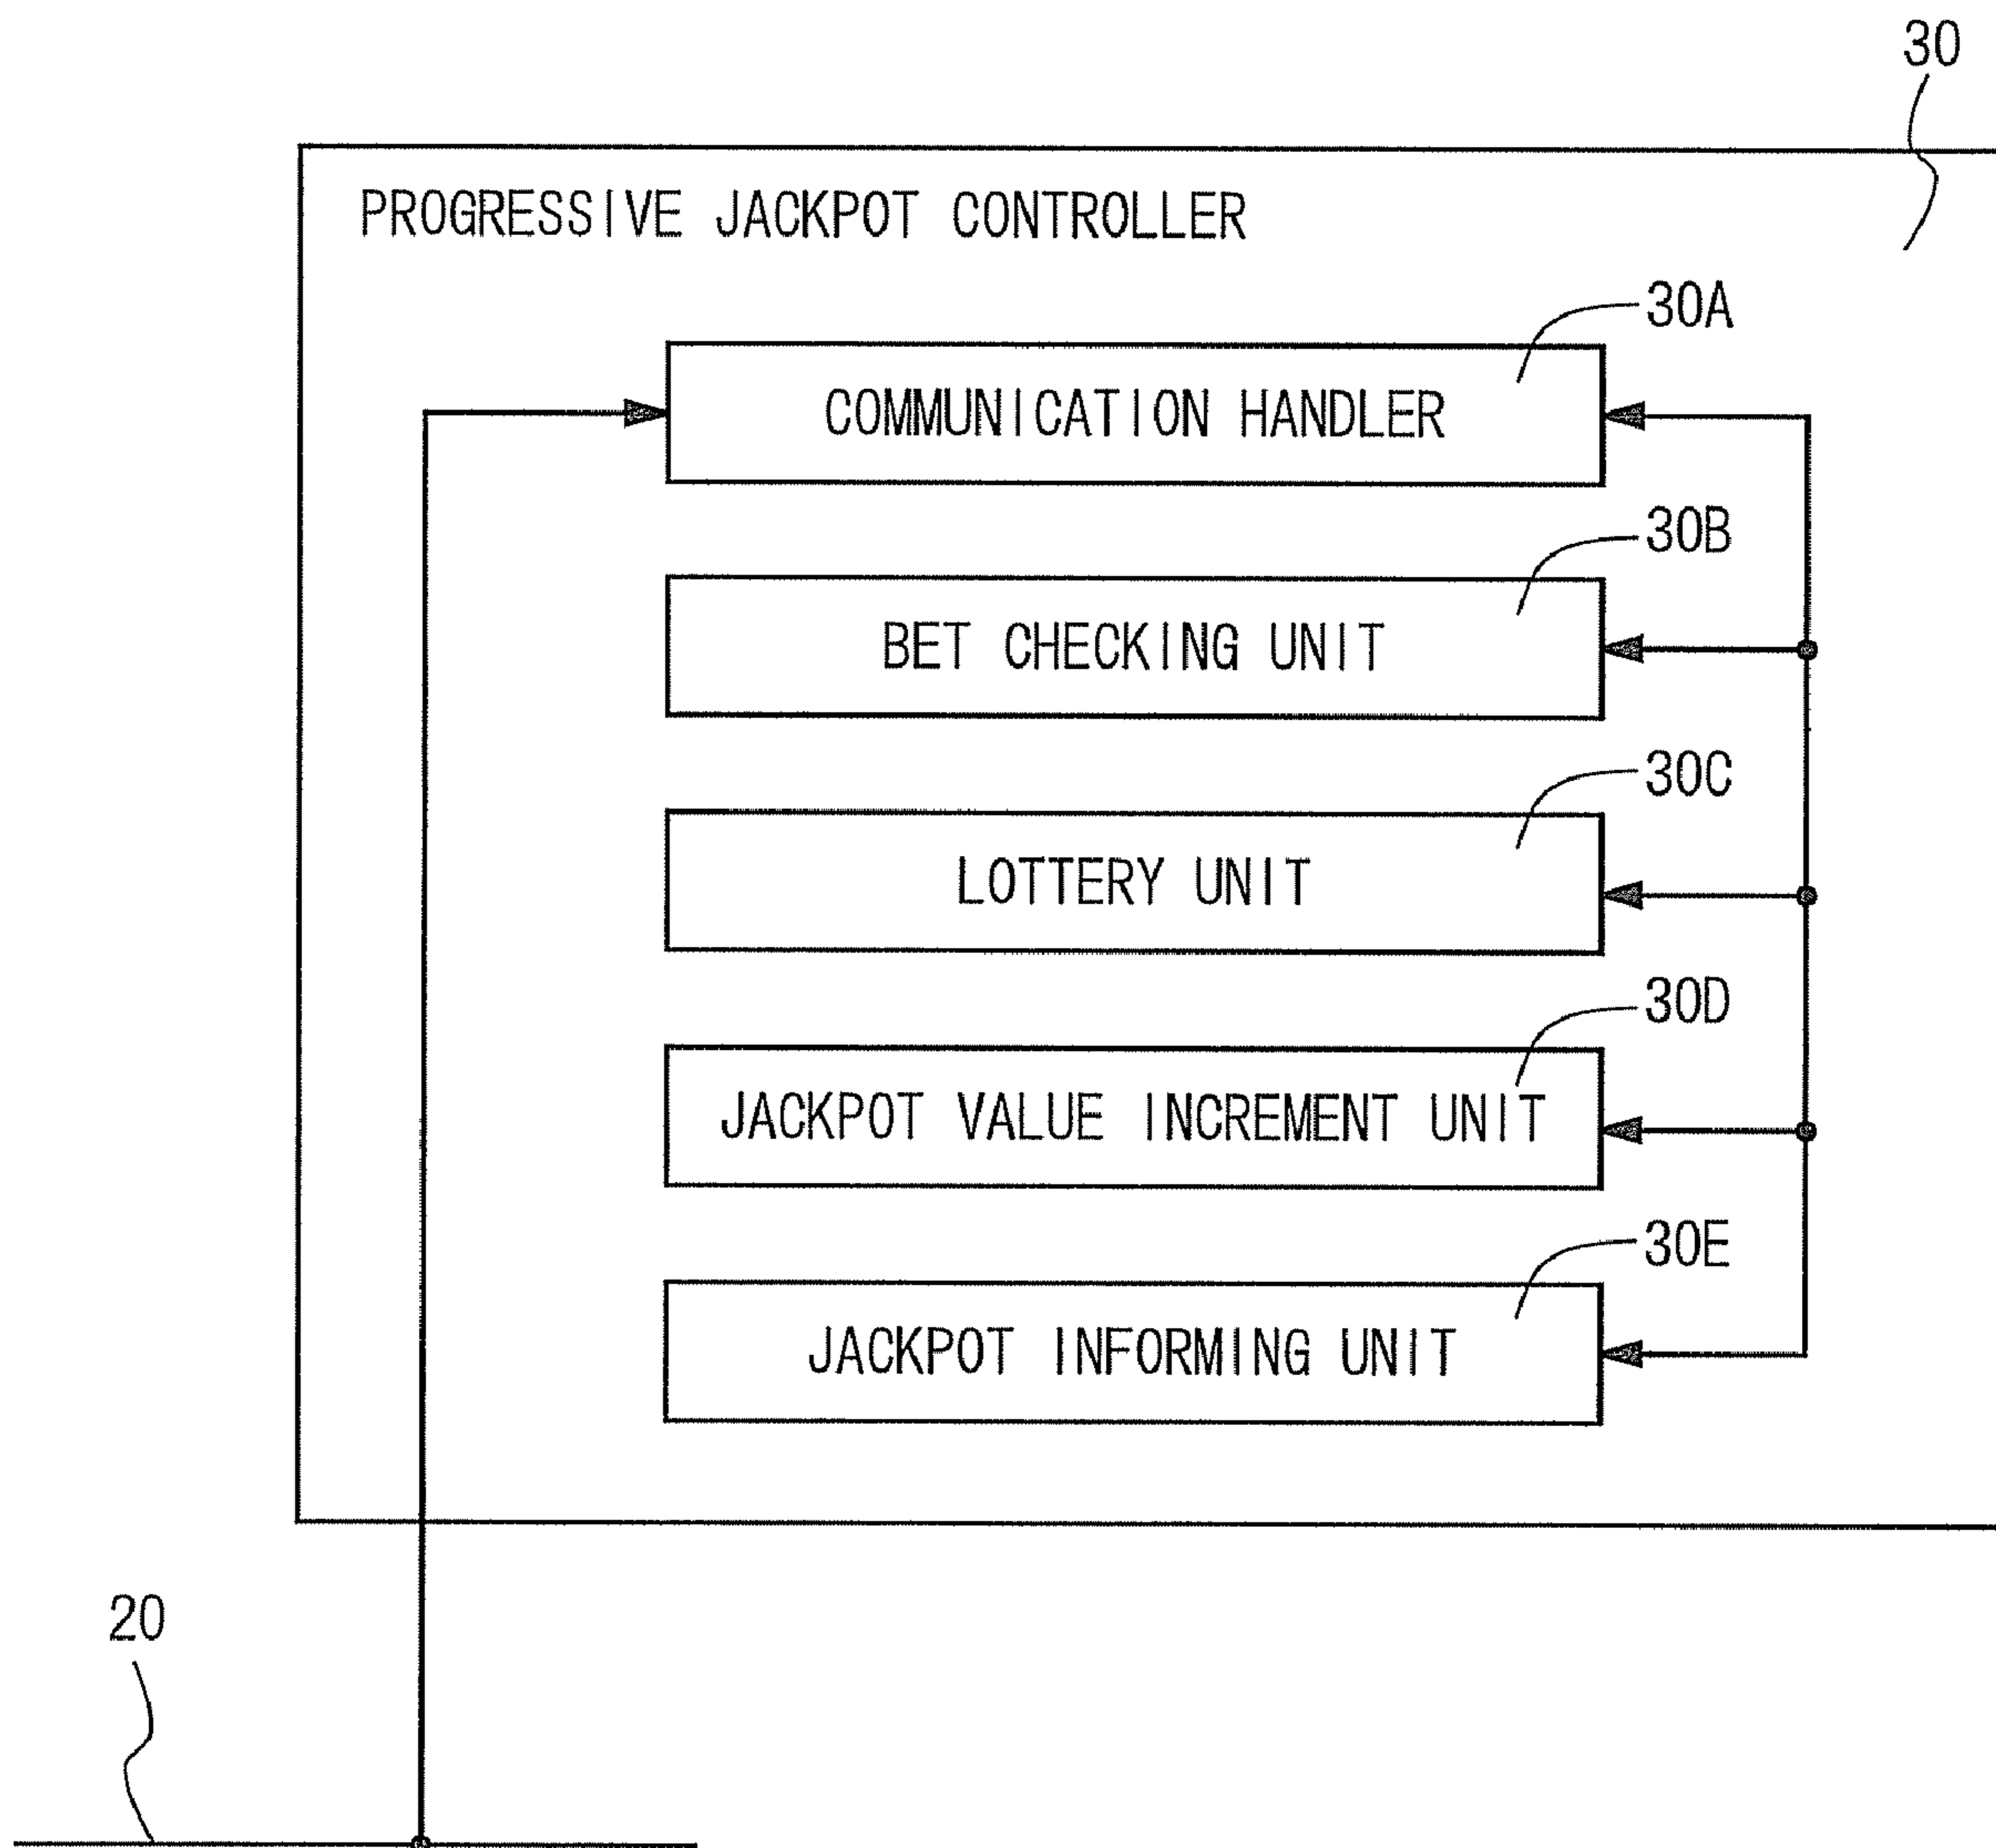 30
PROGRESSIVE JACKPOT CONTROLLER
30A
COMMUNICATION HANDLER
30B
BET CHECKING UNIT
30C
LOTTERY UNIT
30D
JACKPOT VALUE INCREMENT UNIT
30E
JACKPOT INFORMING UNIT
20